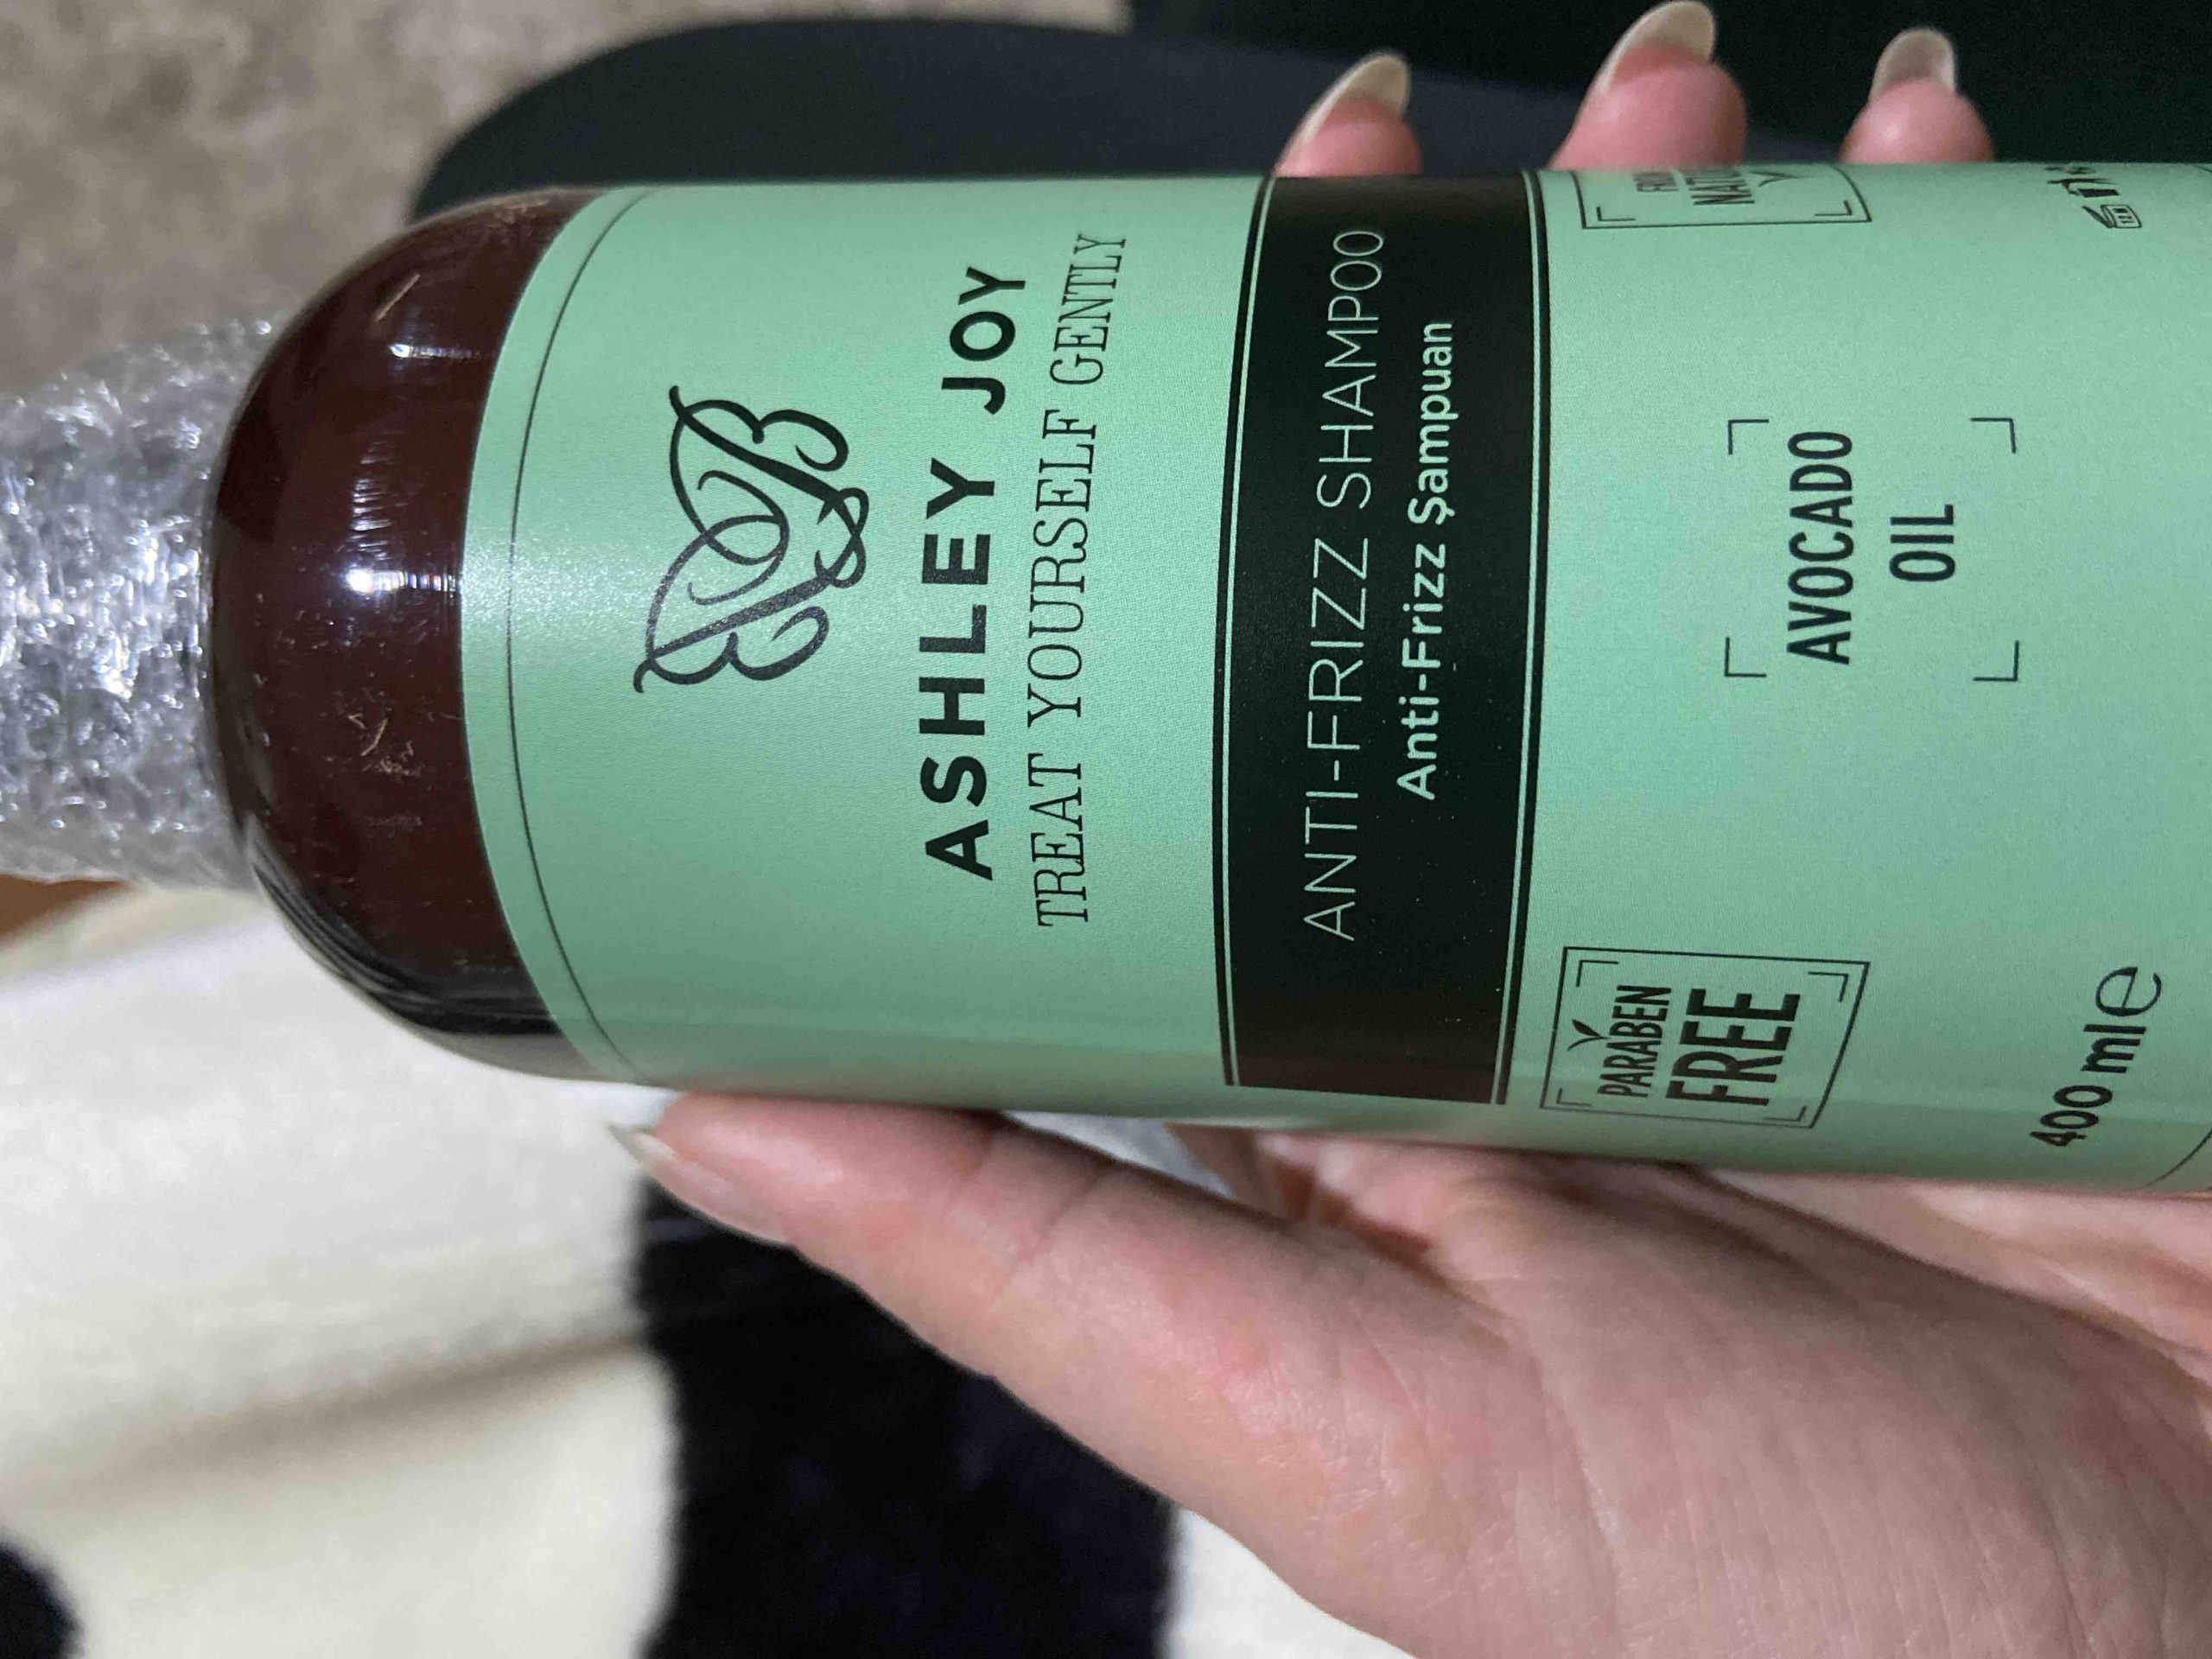 ASHLEY JOY
TREAT YOURSELF GENTLY
ANTI-FRIZZ SHAMPOO
Anti-Frizz Şampuan
PARABEN
FREE
AVOCADO
OIL
400 ml e